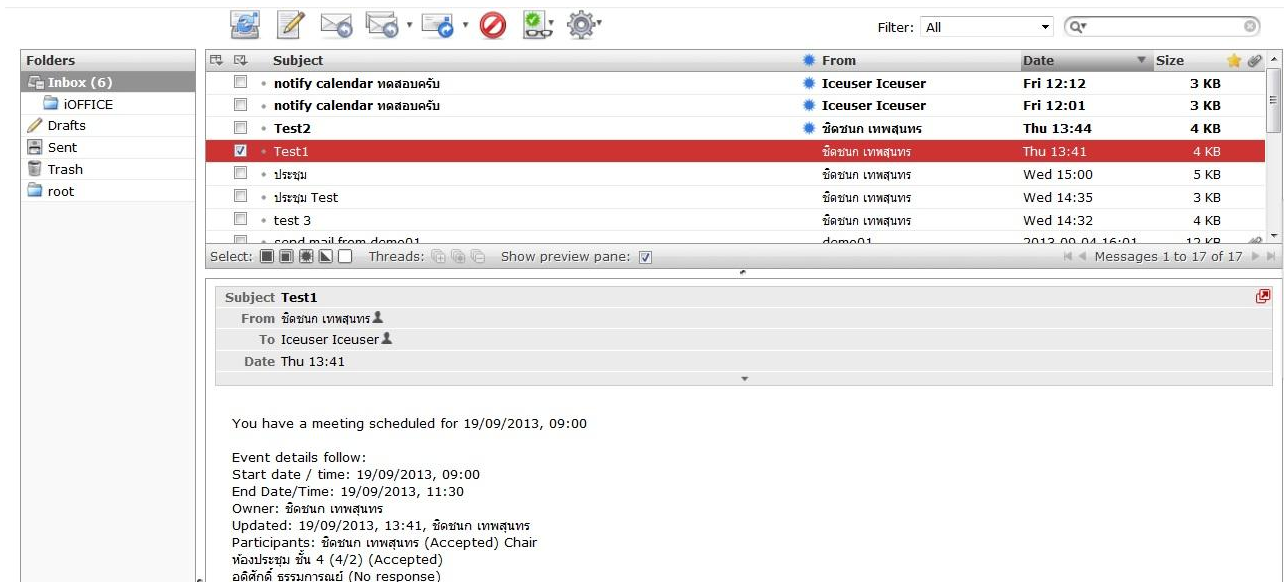 Filter: All
Folders
Inbox (6)
iOFFICE
Drafts
Sent
Trash
root
Subject From Date Size
notify calendar ทดสอบครับ Iceuser Iceuser Fri 12:12 3 KB
notify calendar ทดสอบครับ Iceuser Iceuser Fri 12:01 3 KB
Test2 ชิดชนก เทพสุนทร Thu 13:44 4 KB
Test1 ชิดชนก เทพสุนทร Thu 13:41 4 KB
ประชุม ชิดชนก เทพสุนทร Wed 15:00 5 KB
ประชุม Test ชิดชนก เทพสุนทร Wed 14:35 3 KB
test 3 ชิดชนก เทพสุนทร Wed 14:32 4 KB
send mail from demo01 demo01 2013-09-04 16:01 12 KB
Select: Threads: Show preview pane: Messages 1 to 17 of 17
Subject Test1
From ชิดชนก เทพสุนทร
To Iceuser Iceuser
Date Thu 13:41
You have a meeting scheduled for 19/09/2013, 09:00
Event details follow:
Start date / time: 19/09/2013, 09:00
End Date/Time: 19/09/2013, 11:30
Owner: ชิดชนก เทพสุนทร
Updated: 19/09/2013, 13:41, ชิดชนก เทพสุนทร
Participants: ชิดชนก เทพสุนทร (Accepted) Chair
ห้องประชุม ชั้น 4 (4/2) (Accepted)
อดิศักดิ์ ธรรมการณย์ (No response)